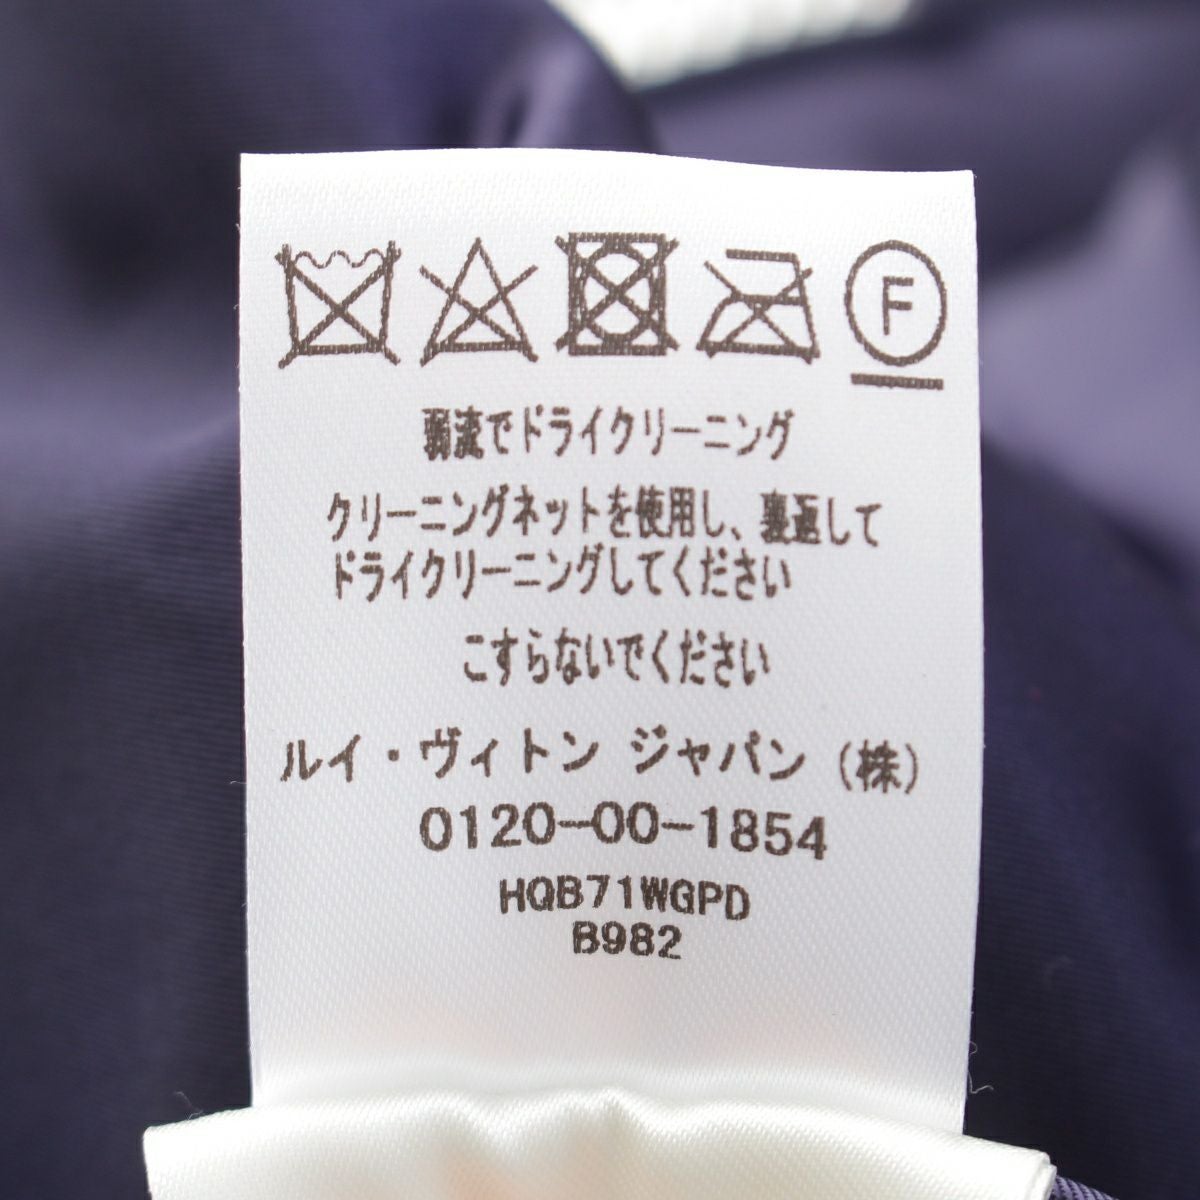 F
弱流でドライクリーニング
クリーニングネットを使用し、裏返して
ドライクリーニングしてください
こすらないでください
ルイ・ヴィトン ジャパン (株)
0120-00-1854
HQB71WGPD
B982